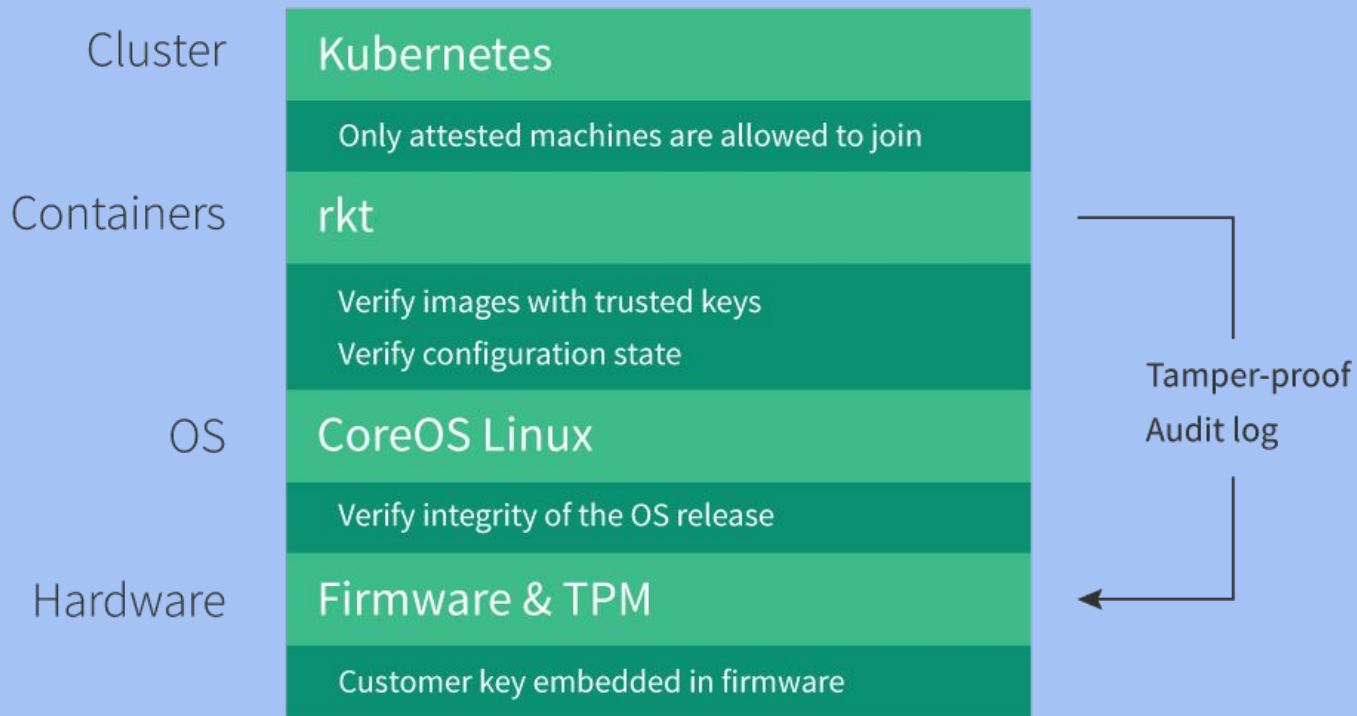 Cluster
Kubernetes
Only attested machines are allowed to join
Containers
rkt
Verify images with trusted keys
Verify configuration state
Tamper-proof
Audit log
OS
CoreOS Linux
Verify integrity of the OS release
Hardware
Firmware & TPM
Customer key embedded in firmware